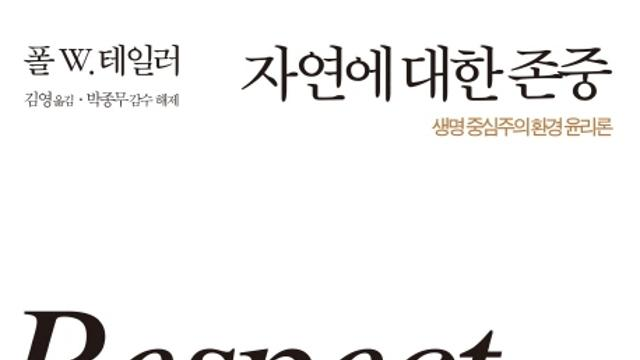 폴 W. 테일러
김영 옮김 · 박종무 감수 해제
자연에 대한 존중
생명 중심주의 환경 윤리론
Respect